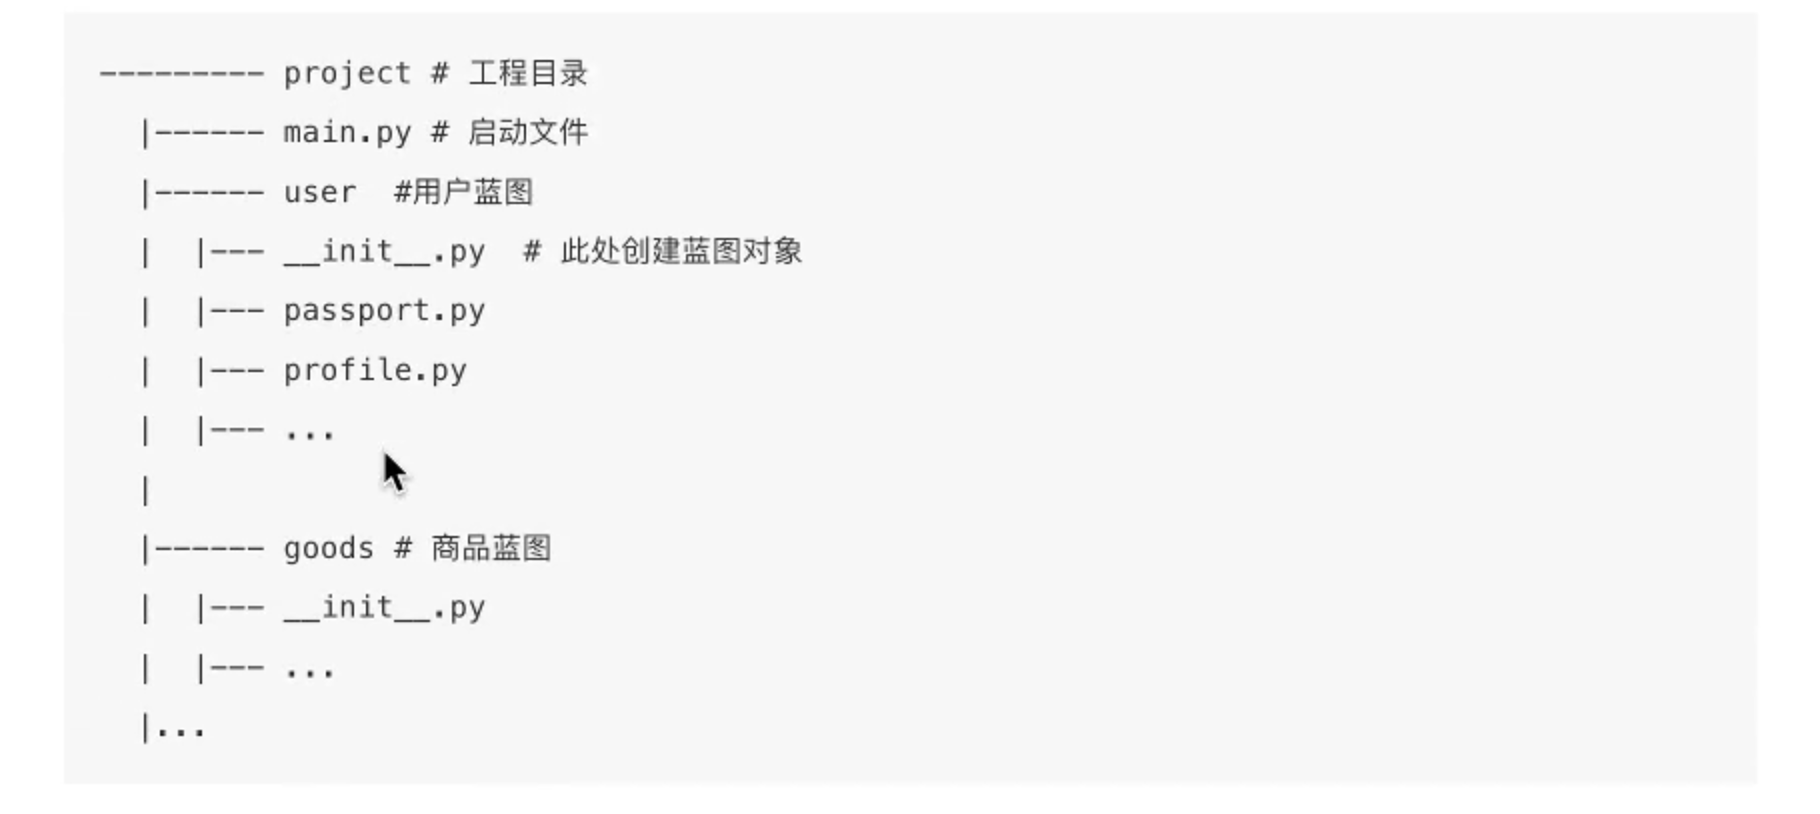 --------- project # 工程目录
  |------ main.py # 启动文件
  |------ user  #用户蓝图
  |  |--- __init__.py  # 此处创建蓝图对象
  |  |--- passport.py
  |  |--- profile.py
  |  |--- ...
  |
  |------ goods # 商品蓝图
  |  |--- __init__.py
  |  |--- ...
  |...